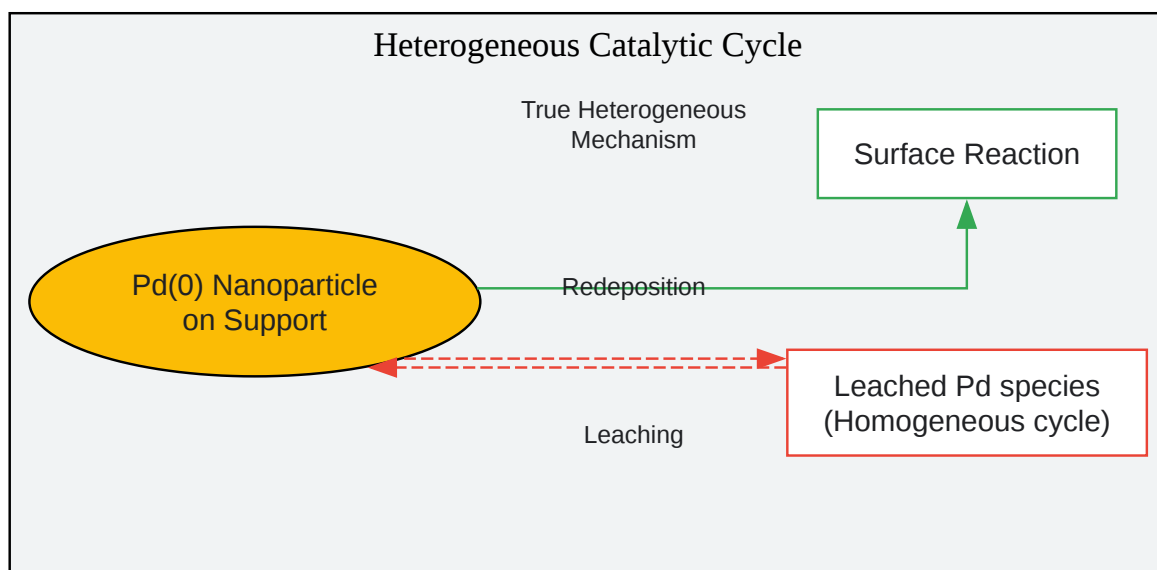 Heterogeneous Catalytic Cycle
True Heterogeneous
Mechanism
Surface Reaction
Pd(0) Nanoparticle
on Support
Redeposition
Leached Pd species
(Homogeneous cycle)
Leaching